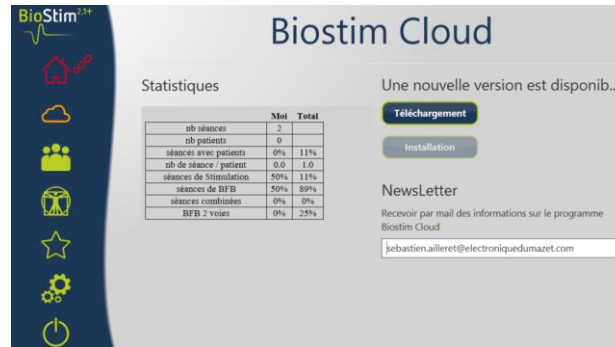 BioStim 2.1+
Biostim Cloud
Statistiques
Moi Total
nb séances 2
nb patients 0
séances avec patients 0% 11%
nb de séance / patient 0.0 1.0
séances de Stimulation 50% 11%
séances de BFB 50% 89%
séances combinées 0% 0%
BFB 2 voies 0% 25%
Une nouvelle version est disponib...
Téléchargement
Installation
NewsLetter
Recevoir par mail des informations sur le programme
Biostim Cloud
sebastien.ailleret@electroniquedumazet.com